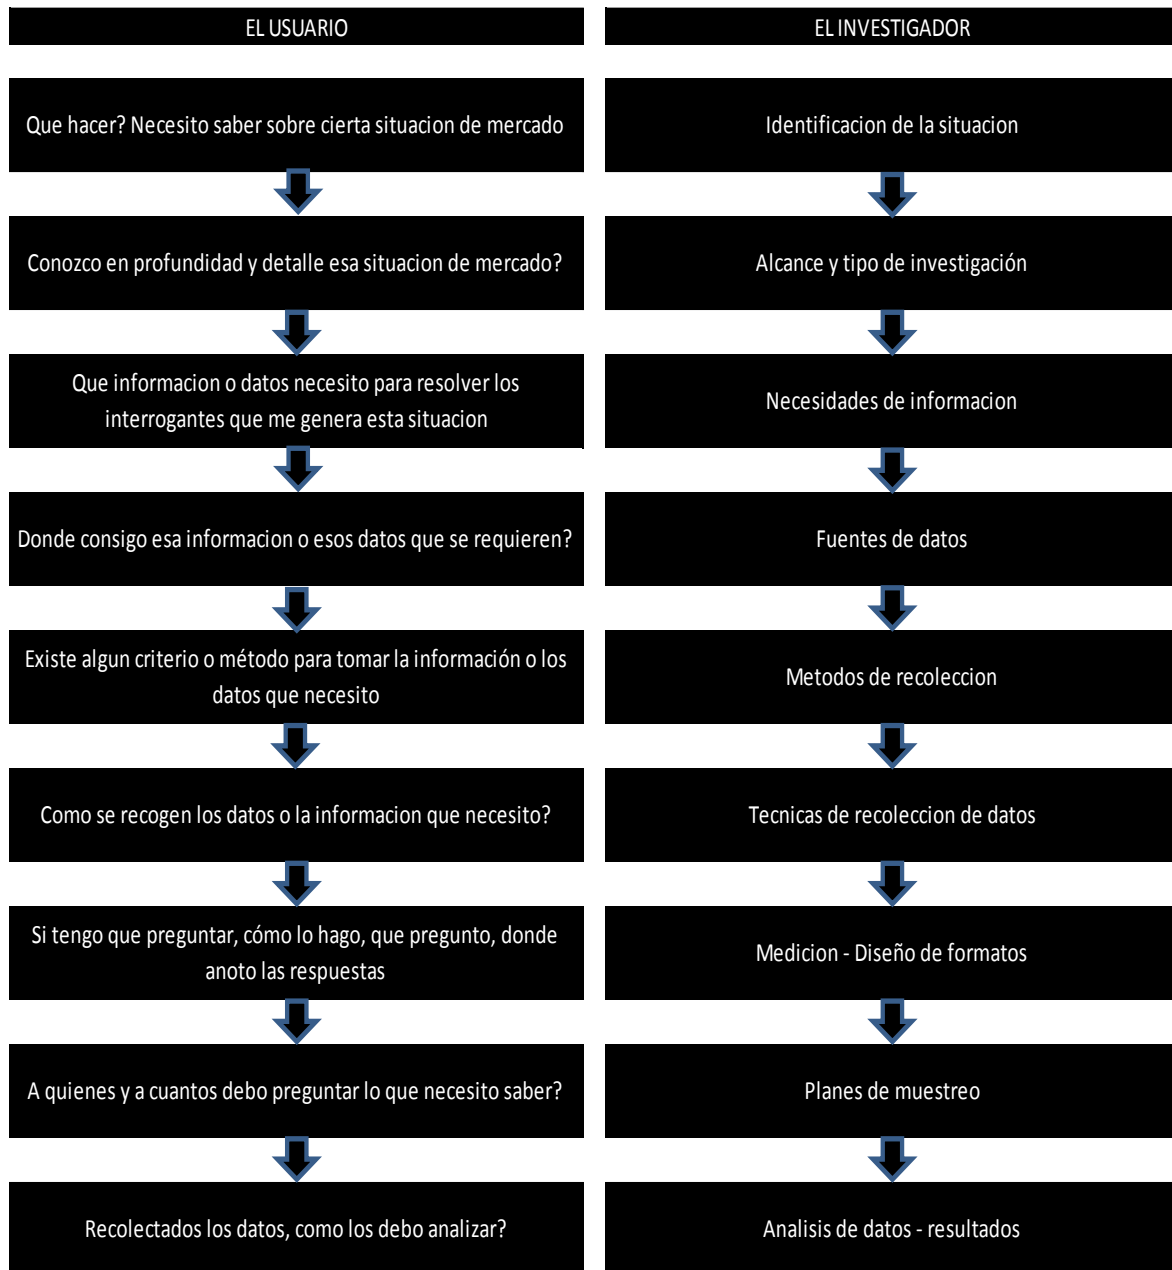 EL USUARIO
EL INVESTIGADOR
Que hacer? Necesito saber sobre cierta situacion de mercado
Identificacion de la situacion
Conozco en profundidad y detalle esa situacion de mercado?
Alcance y tipo de investigación
Que informacion o datos necesito para resolver los
interrogantes que me genera esta situacion
Necesidades de informacion
Donde consigo esa informacion o esos datos que se requieren?
Fuentes de datos
Existe algun criterio o método para tomar la información o los
datos que necesito
Metodos de recoleccion
Como se recogen los datos o la informacion que necesito?
Tecnicas de recoleccion de datos
Si tengo que preguntar, cómo lo hago, que pregunto, donde
anoto las respuestas
Medicion - Diseño de formatos
A quienes y a cuantos debo preguntar lo que necesito saber?
Planes de muestreo
Recolectados los datos, como los debo analizar?
Analisis de datos - resultados